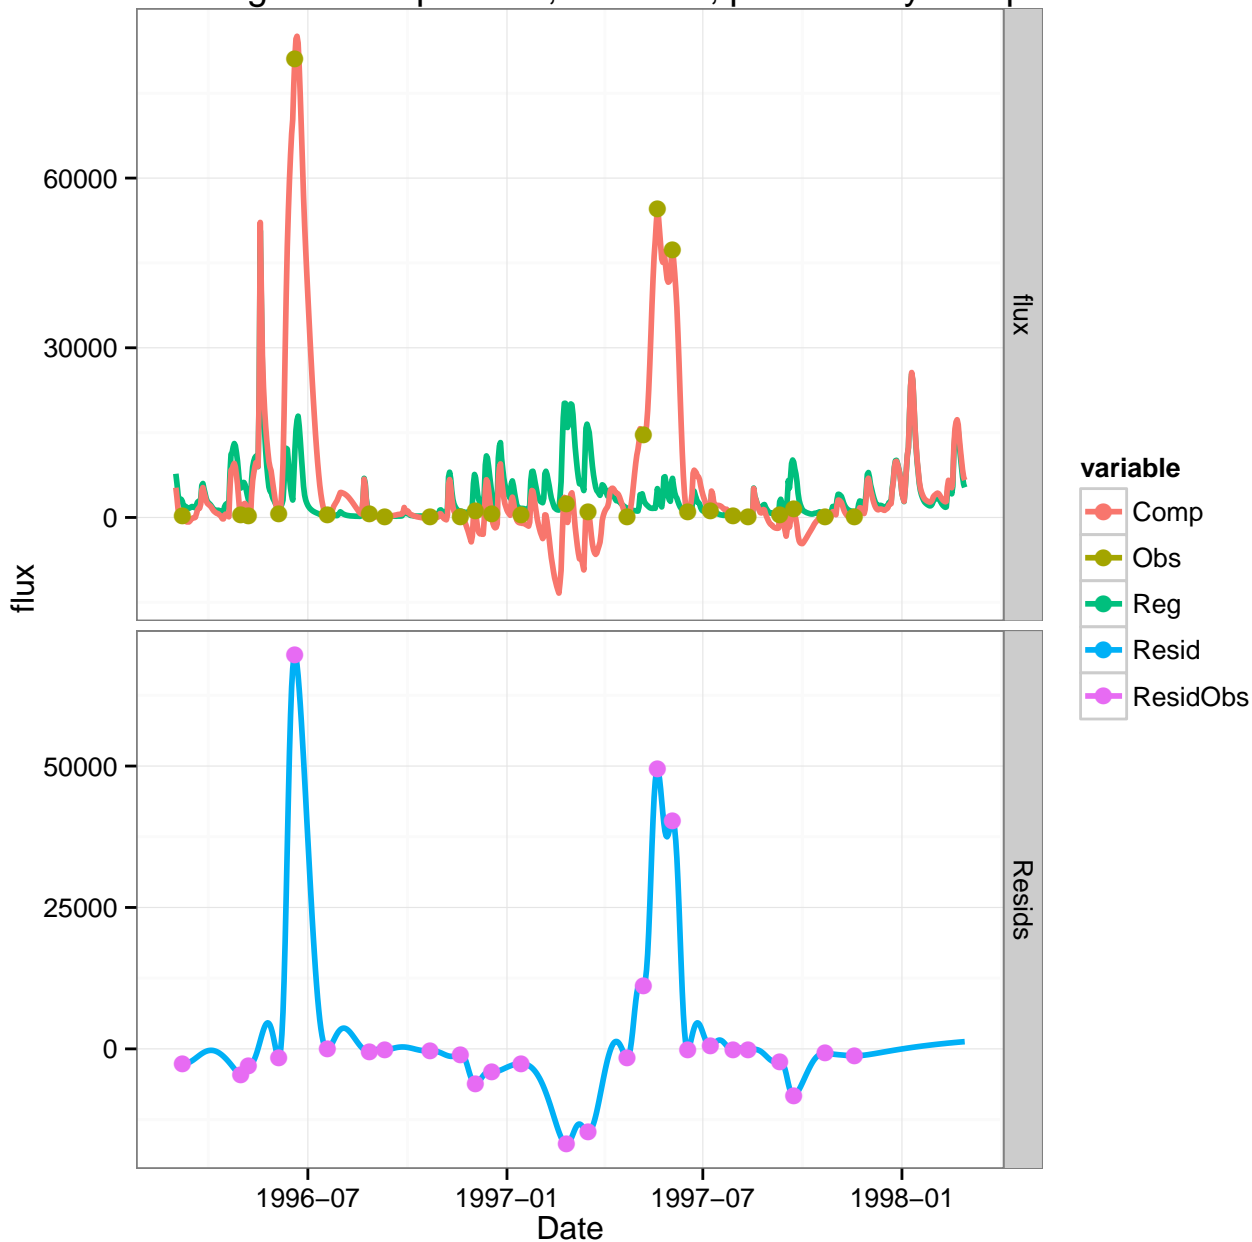 60000
30000
0
flux
flux
50000
25000
0
Resids
1996−07
1997−01
1997−07
1998−01
Date
variable
Comp
Obs
Reg
Resid
ResidObs